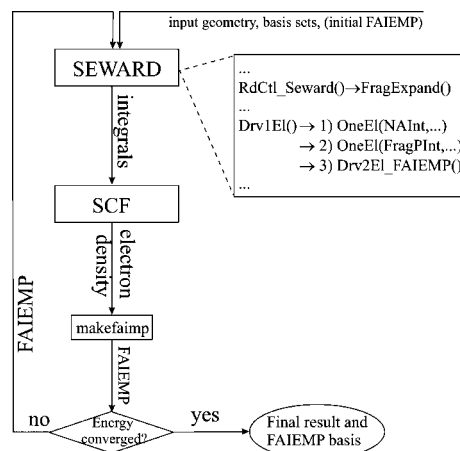 input geometry, basis sets, (initial FAIEMP)
SEWARD
...
RdCtl_Seward()→FragExpand()
...
Drv1El() → 1) OneEl(NAInt,...)
→ 2) OneEl(FragPInt,...)
→ 3) Drv2El_FAIEMP()
...
integrals
SCF
electron
density
makefaimp
FAIEMP
FAIEMP
Energy
converged?
no
yes
Final result and
FAIEMP basis